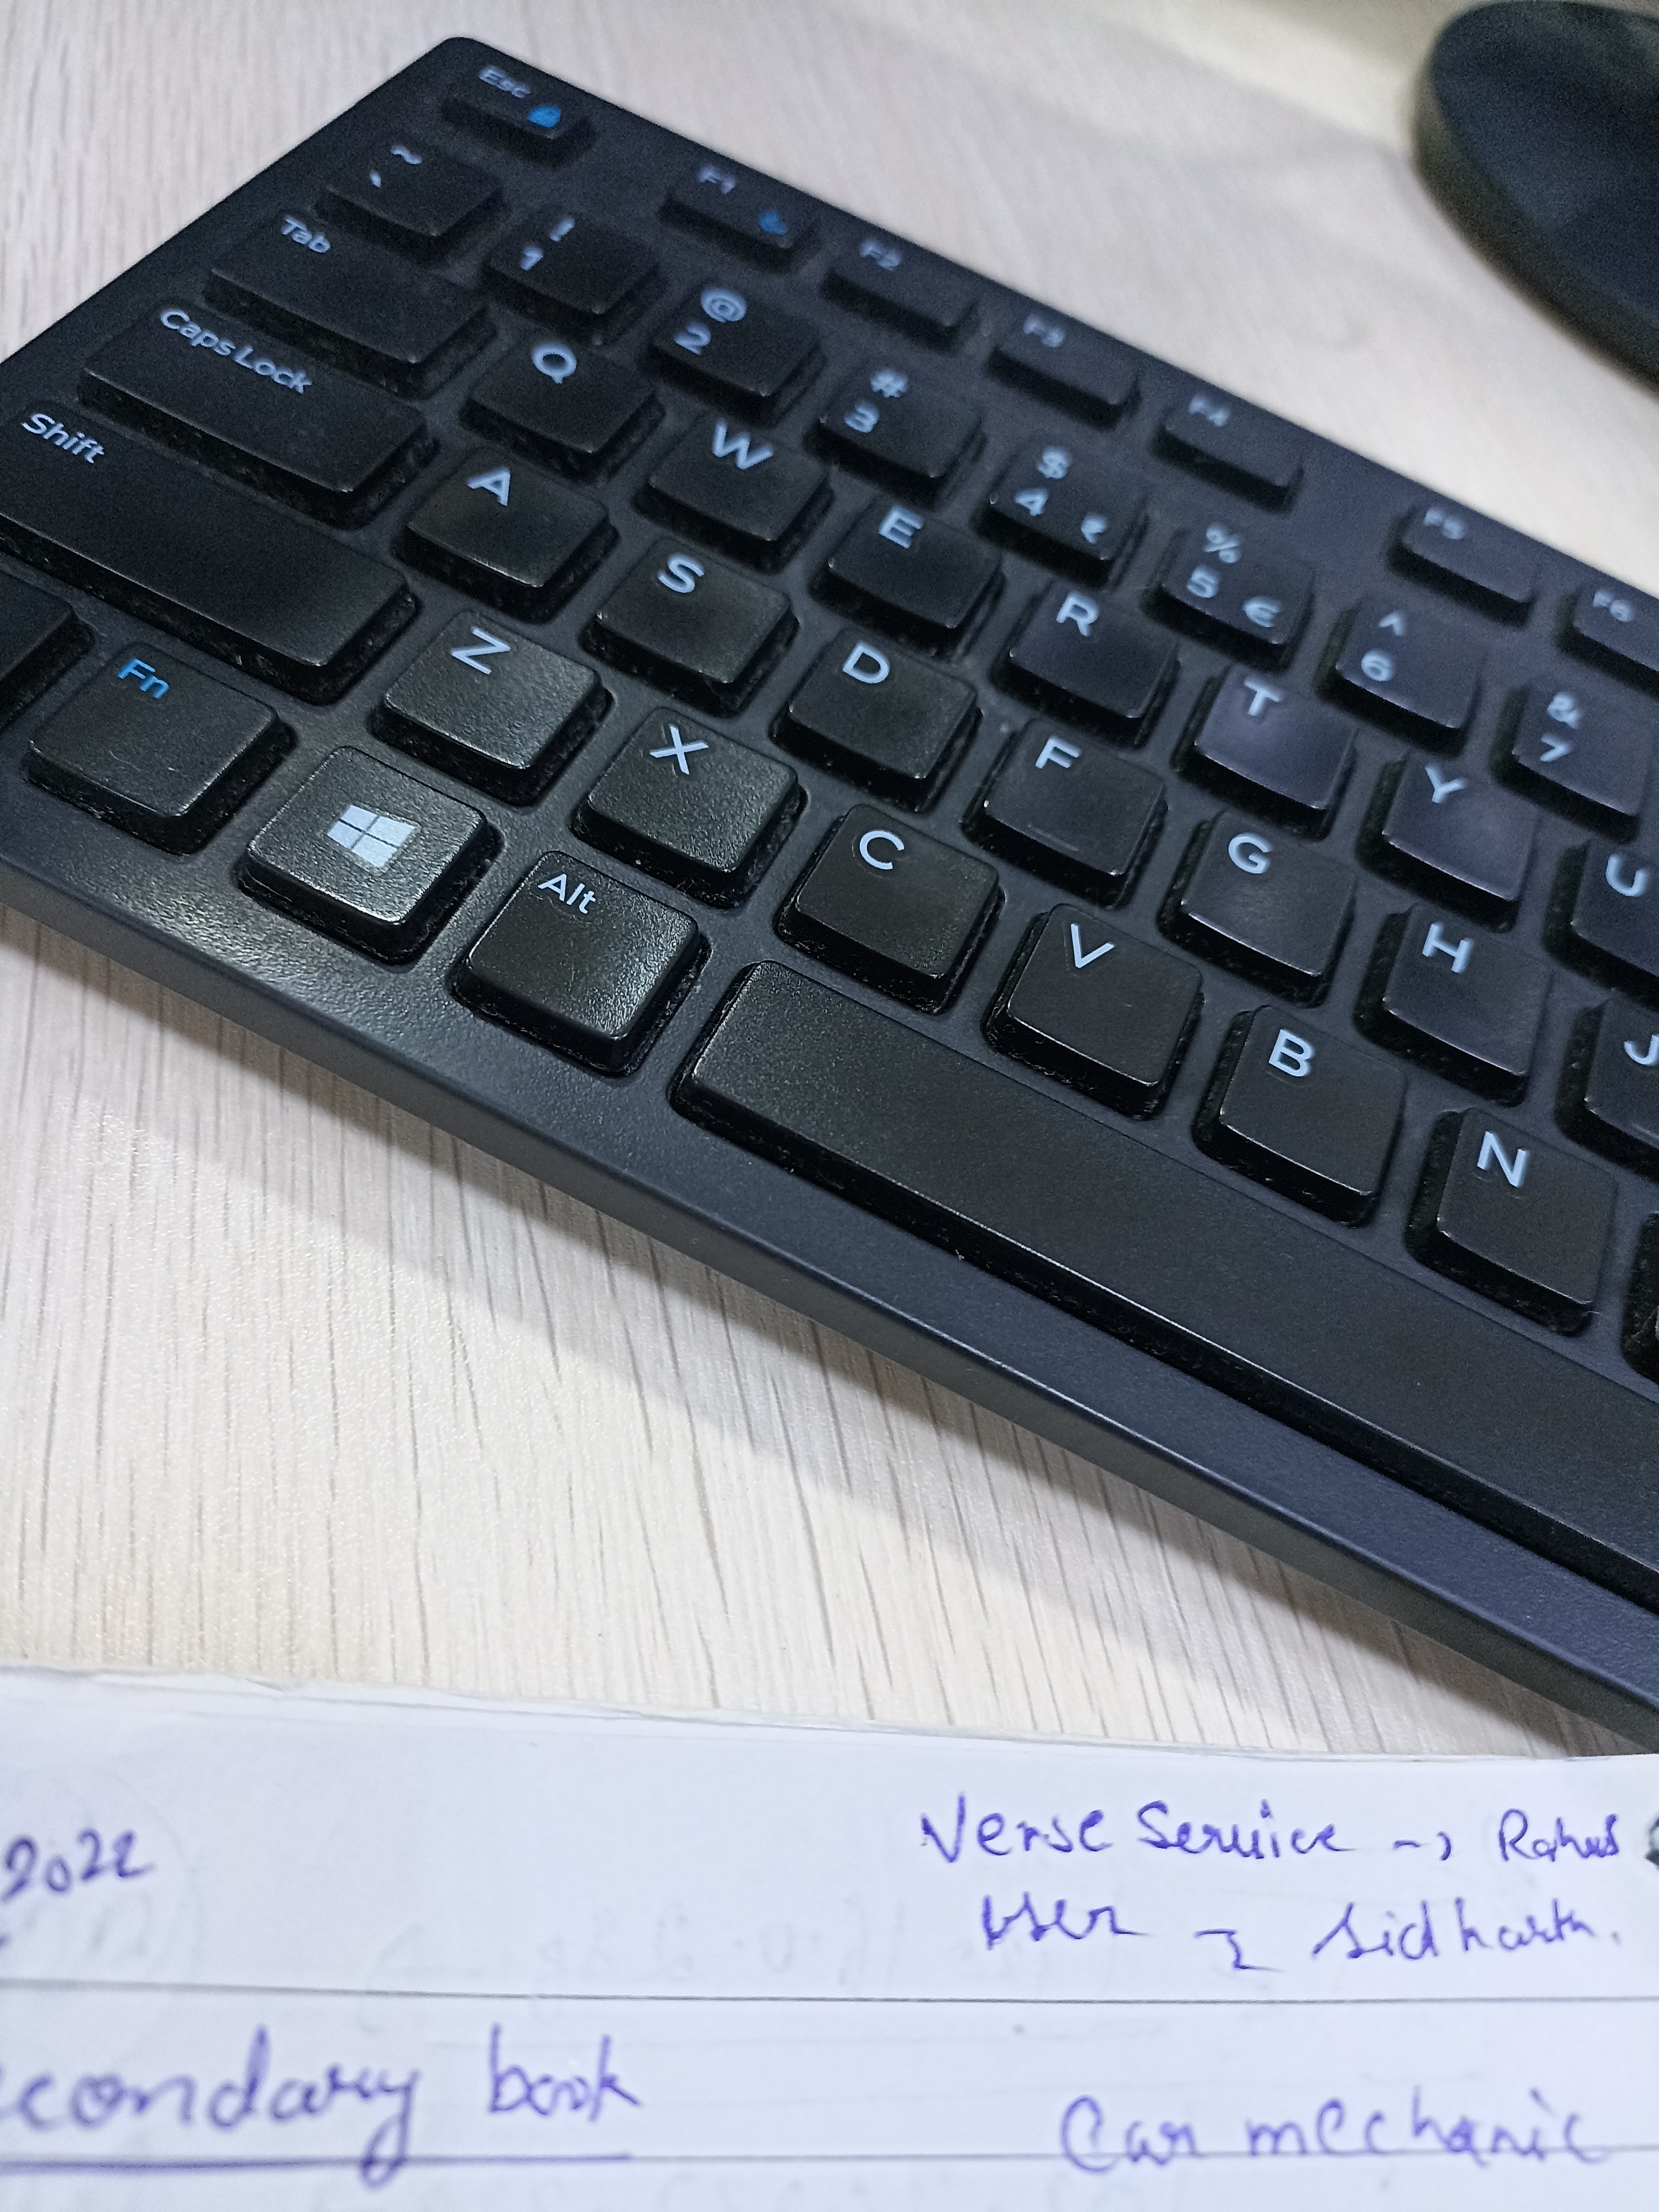 Esc
F1 F2 F3 F4 F5 F6
~ `
! 1
@ 2
# 3
$ 4 ₹
% 5 €
^ 6
& 7
Tab Q W E R T Y U
Caps Lock A S D F G H J
Shift Z X C V B N
Fn Alt
2022
Verse Service → Rahul
User → Sidharth.
condary book
Car mechanic